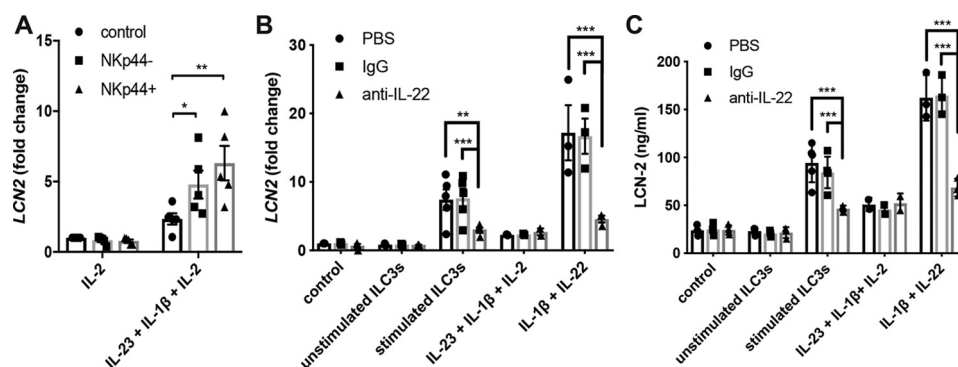 A
control
NKp44-
NKp44+
LCN2 (fold change)
15
10
5
0
**
*
IL-2
IL-23 + IL-1β + IL-2
B
PBS
IgG
anti-IL-22
LCN2 (fold change)
30
20
10
0
**
***
***
***
control
unstimulated ILC3s
stimulated ILC3s
IL-23 + IL-1β + IL-2
IL-1β + IL-22
C
PBS
IgG
anti-IL-22
LCN-2 (ng/ml)
200
150
100
50
0
***
***
***
***
control
unstimulated ILC3s
stimulated ILC3s
IL-23 + IL-1β+ IL-2
IL-1β + IL-22